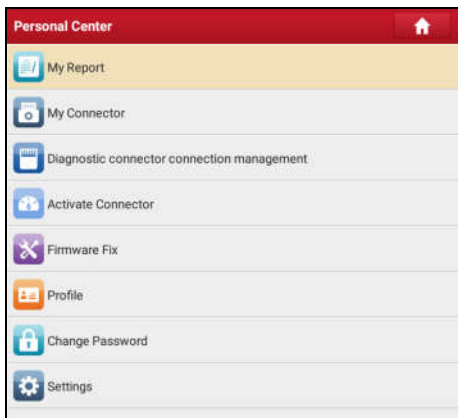 Personal Center
My Report
My Connector
Diagnostic connector connection management
Activate Connector
Firmware Fix
Profile
Change Password
Settings